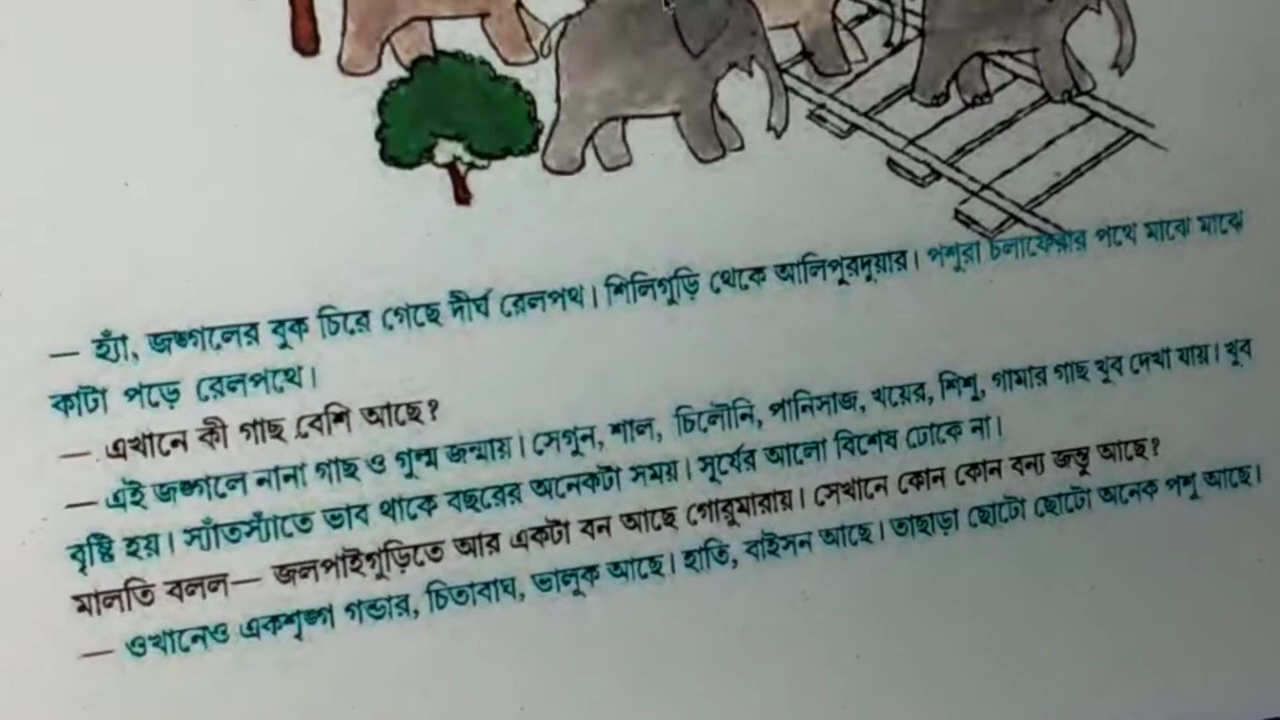 — হ্যাঁ, জঙ্গলের বুক চিরে গেছে দীর্ঘ রেলপথ। শিলিগুড়ি থেকে আলিপুরদুয়ার। পশুরা চলাফেরার পথে মাঝে মাঝে
কাটা পড়ে রেলপথে।
— এখানে কী গাছ বেশি আছে?
— এই জঙ্গলে নানা গাছ ও গুল্ম জন্মায়। সেগুন, শাল, চিলৌনি, পানিসাজ, খয়ের, শিশু, গামার গাছ খুব দেখা যায়। খুব
বৃষ্টি হয়। স্যাঁতস্যাঁতে ভাব থাকে বছরের অনেকটা সময়। সূর্যের আলো বিশেষ ঢোকে না।
মালতি বলল— জলপাইগুড়িতে আর একটা বন আছে গোরুমারায়। সেখানে কোন কোন বন্য জন্তু আছে?
— ওখানেও একশৃঙ্গ গন্ডার, চিতাবাঘ, ভালুক আছে। হাতি, বাইসন আছে। তাছাড়া ছোটো ছোটো অনেক পশু আছে।